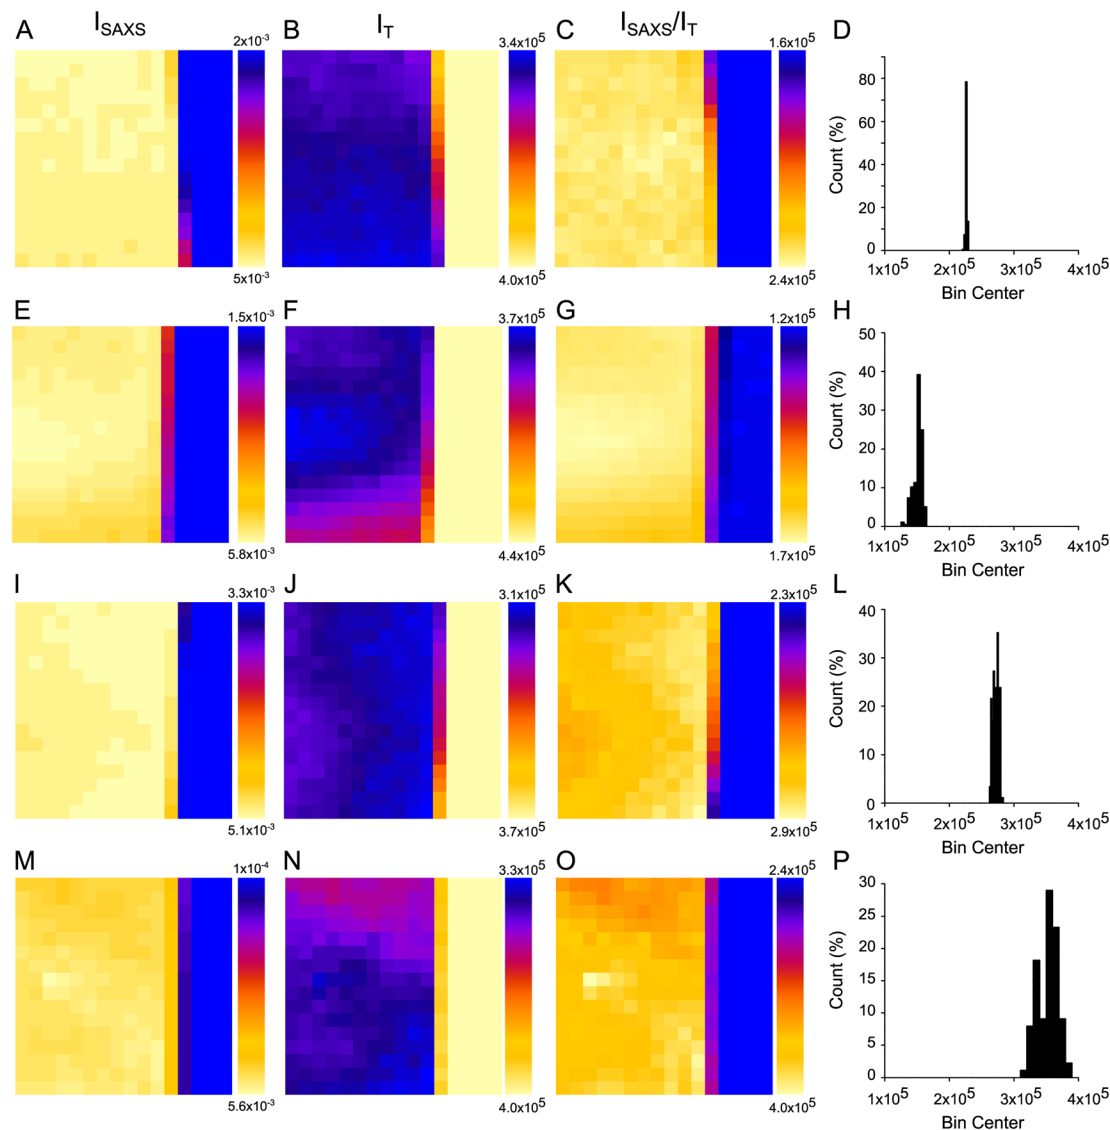 A I_SAXS B I_T C I_SAXS/I_T D
2x10⁻³ 3.4x10⁵ 1.6x10⁵
5x10⁻³ 4.0x10⁵ 2.4x10⁵
Count (%)
80
60
40
20
0
1x10⁵ 2x10⁵ 3x10⁵ 4x10⁵
Bin Center
E F G H
1.5x10⁻³ 3.7x10⁵ 1.2x10⁵
5.8x10⁻³ 4.4x10⁵ 1.7x10⁵
Count (%)
50
40
30
20
10
0
1x10⁵ 2x10⁵ 3x10⁵ 4x10⁵
Bin Center
I J K L
3.3x10⁻³ 3.1x10⁵ 2.3x10⁵
5.1x10⁻³ 3.7x10⁵ 2.9x10⁵
Count (%)
40
30
20
10
0
1x10⁵ 2x10⁵ 3x10⁵ 4x10⁵
Bin Center
M N O P
1x10⁻⁴ 3.3x10⁵ 2.4x10⁵
5.6x10⁻³ 4.0x10⁵ 4.0x10⁵
Count (%)
30
25
20
15
10
5
0
1x10⁵ 2x10⁵ 3x10⁵ 4x10⁵
Bin Center